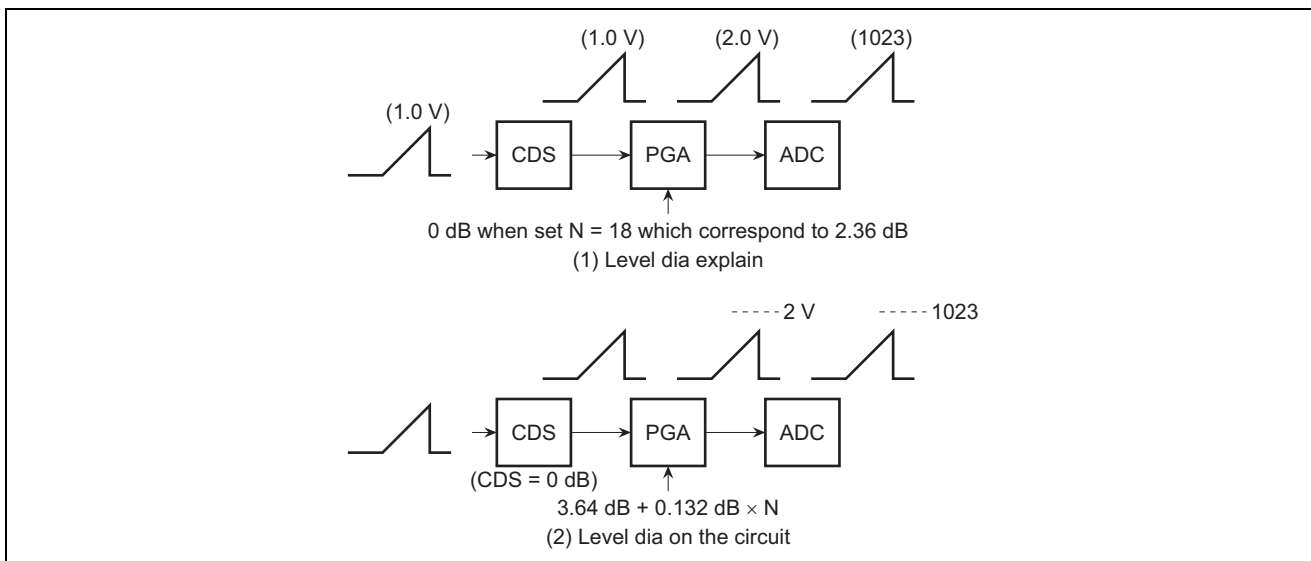 (1.0 V) (2.0 V) (1023)
(1.0 V)
CDS PGA ADC
0 dB when set N = 18 which correspond to 2.36 dB
(1) Level dia explain
2 V 1023
CDS PGA ADC
(CDS = 0 dB)
3.64 dB + 0.132 dB × N
(2) Level dia on the circuit